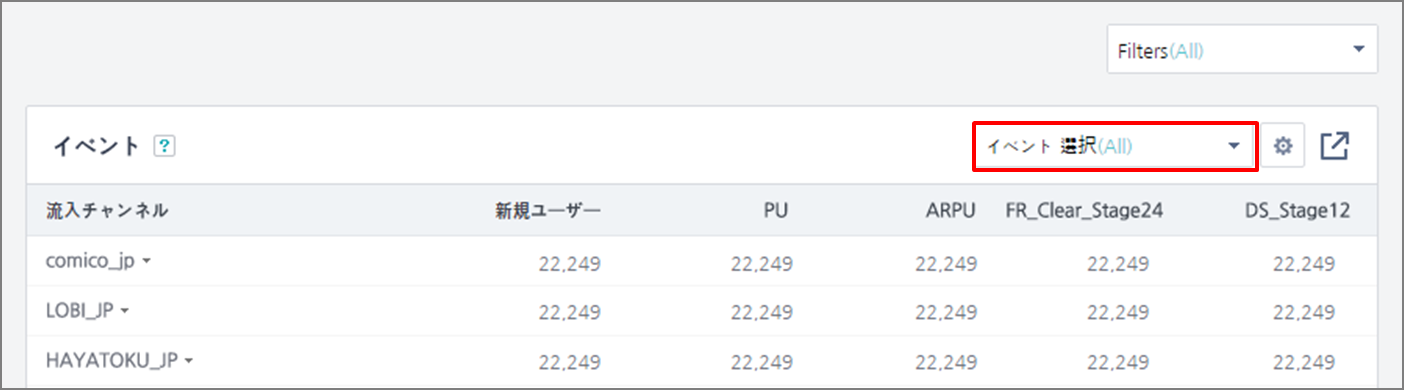 Filters(All)
イベント ? イベント 選択(All)
流入チャンネル 新規ユーザー PU ARPU FR_Clear_Stage24 DS_Stage12
comico_jp 22,249 22,249 22,249 22,249 22,249
LOBI_JP 22,249 22,249 22,249 22,249 22,249
HAYATOKU_JP 22,249 22,249 22,249 22,249 22,249